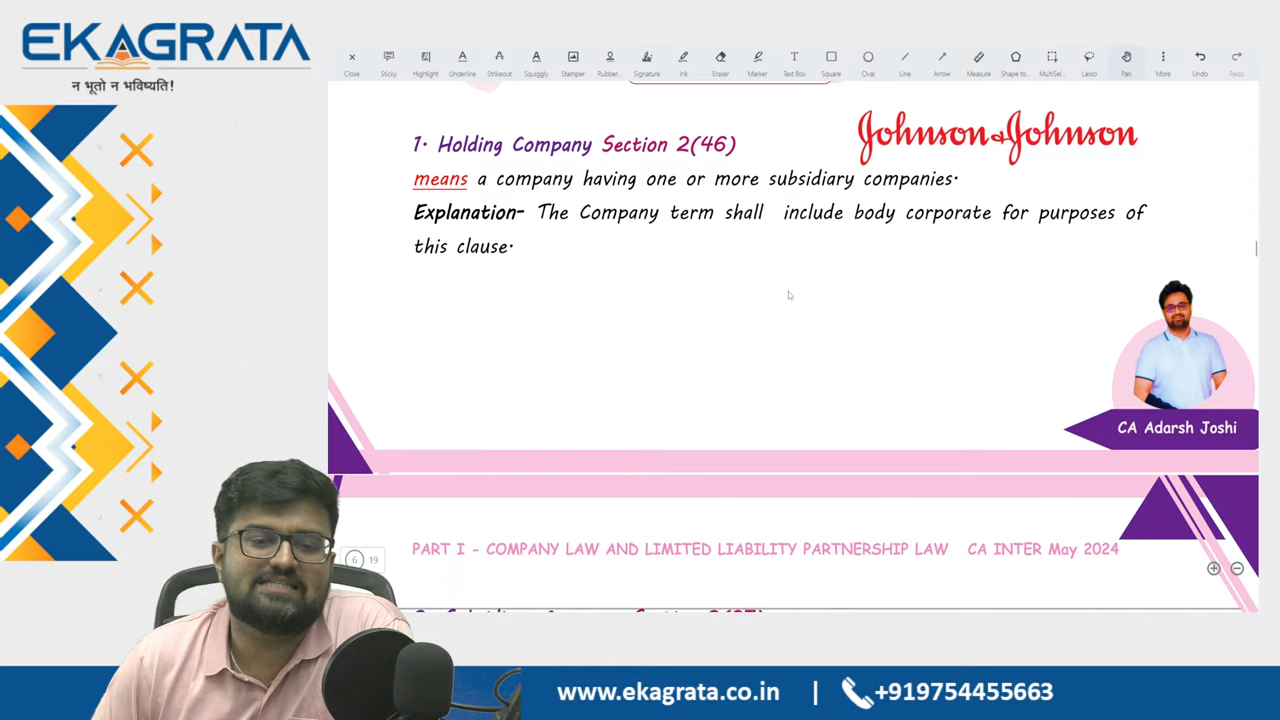 EKAGRATA
न भूतो न भविष्यति!
Close Sticky Highlight Underline Strikeout Squiggly Stamper Rubber... Signature Ink Eraser Marker Text Box Square Oval Line Arrow Measure Shape to... MultiSel... Lasso Pan More Undo Redo
Johnson & Johnson
1. Holding Company Section 2(46)
means a company having one or more subsidiary companies.
Explanation- The Company term shall include body corporate for purposes of
this clause.
CA Adarsh Joshi
PART I - COMPANY LAW AND LIMITED LIABILITY PARTNERSHIP LAW CA INTER May 2024
6 19
www.ekagrata.co.in | +919754455663